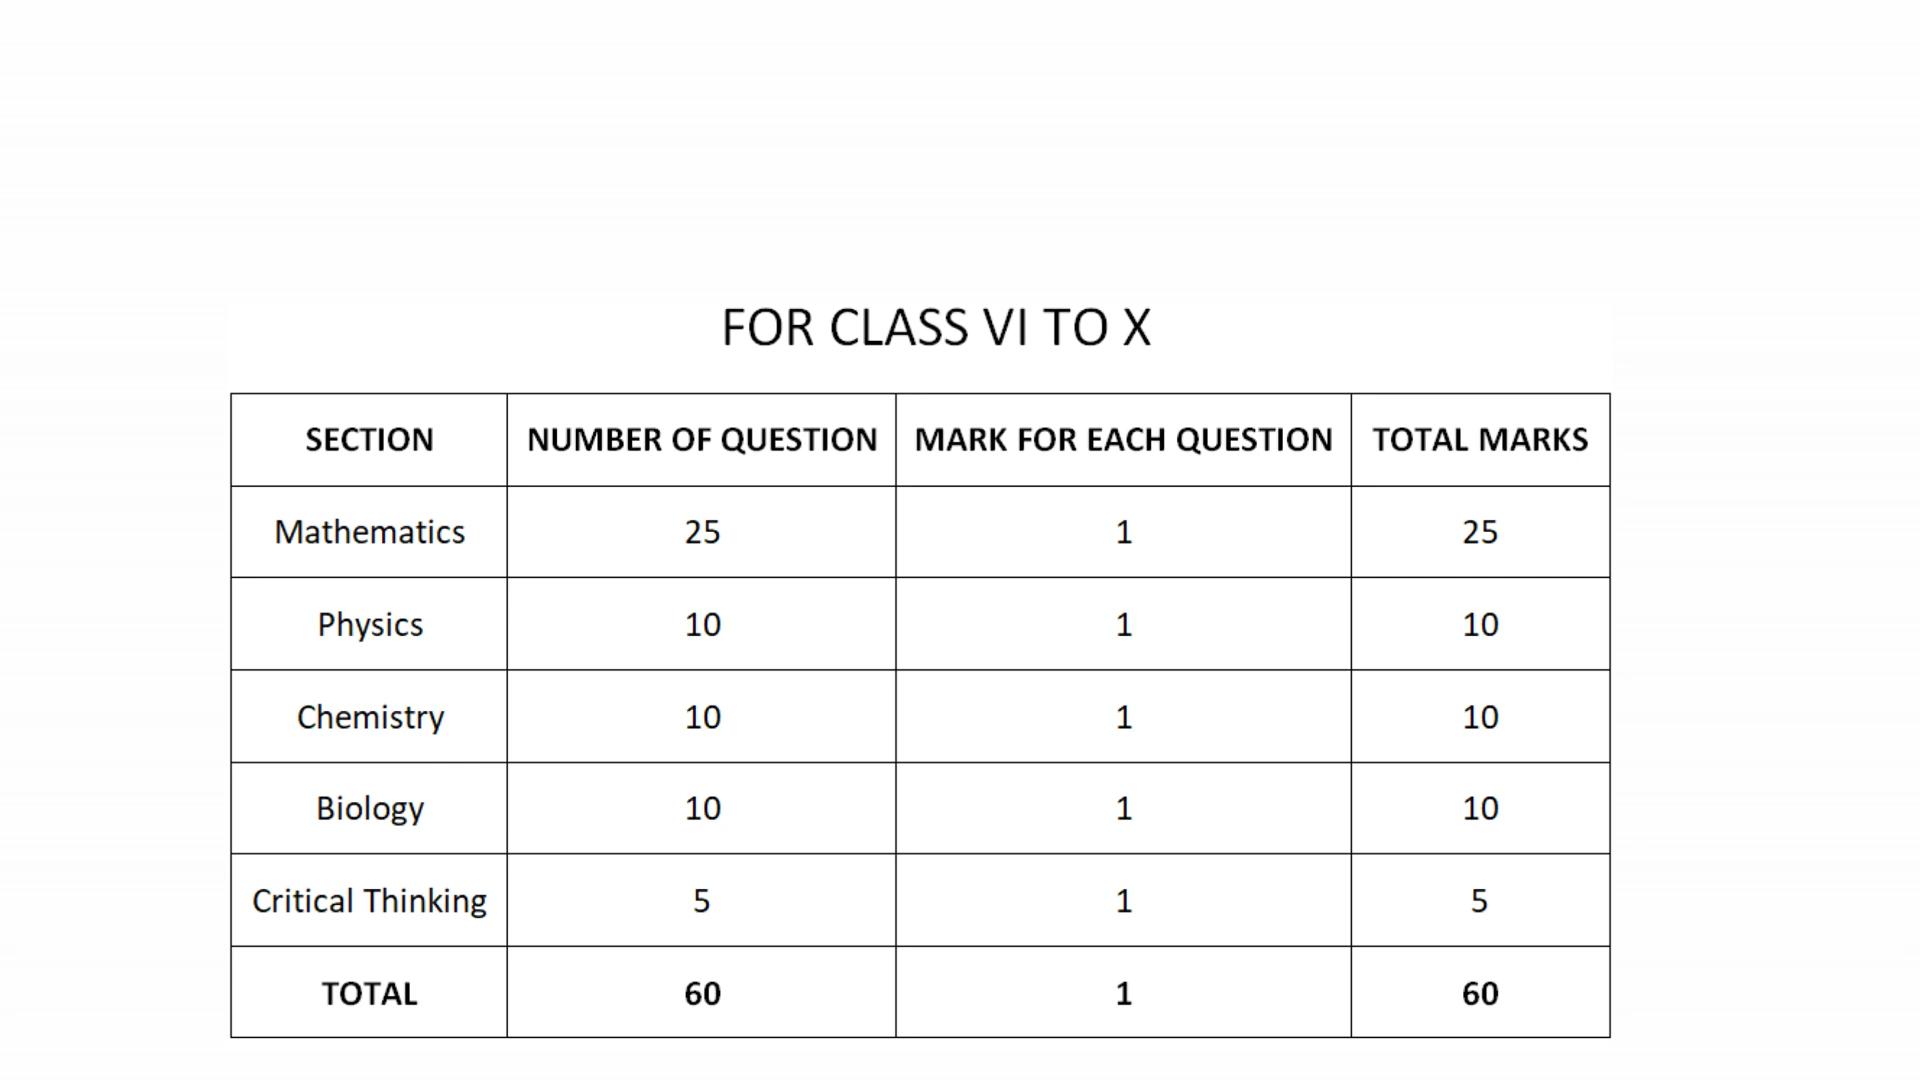 FOR CLASS VI TO X
SECTION NUMBER OF QUESTION MARK FOR EACH QUESTION TOTAL MARKS
Mathematics 25 1 25
Physics 10 1 10
Chemistry 10 1 10
Biology 10 1 10
Critical Thinking 5 1 5
TOTAL 60 1 60